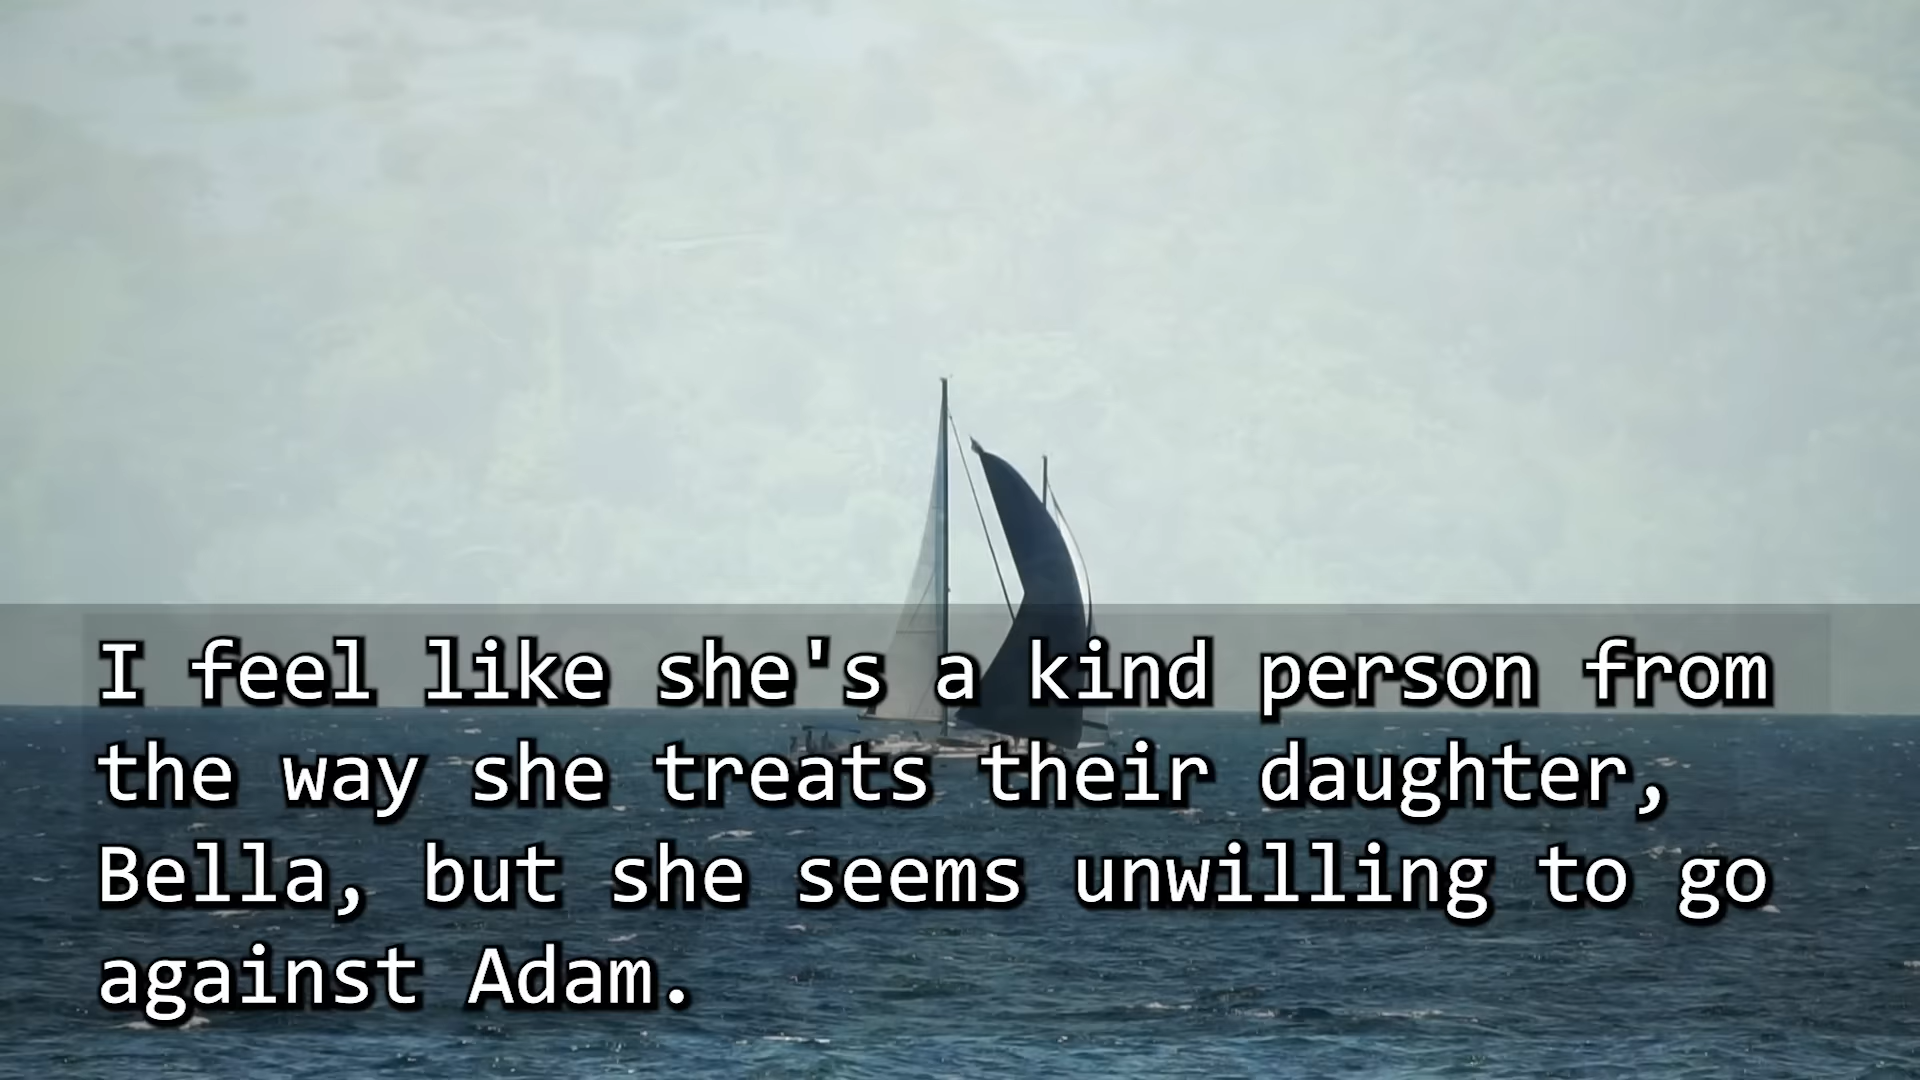 I feel like she's a kind person from
the way she treats their daughter,
Bella, but she seems unwilling to go
against Adam.